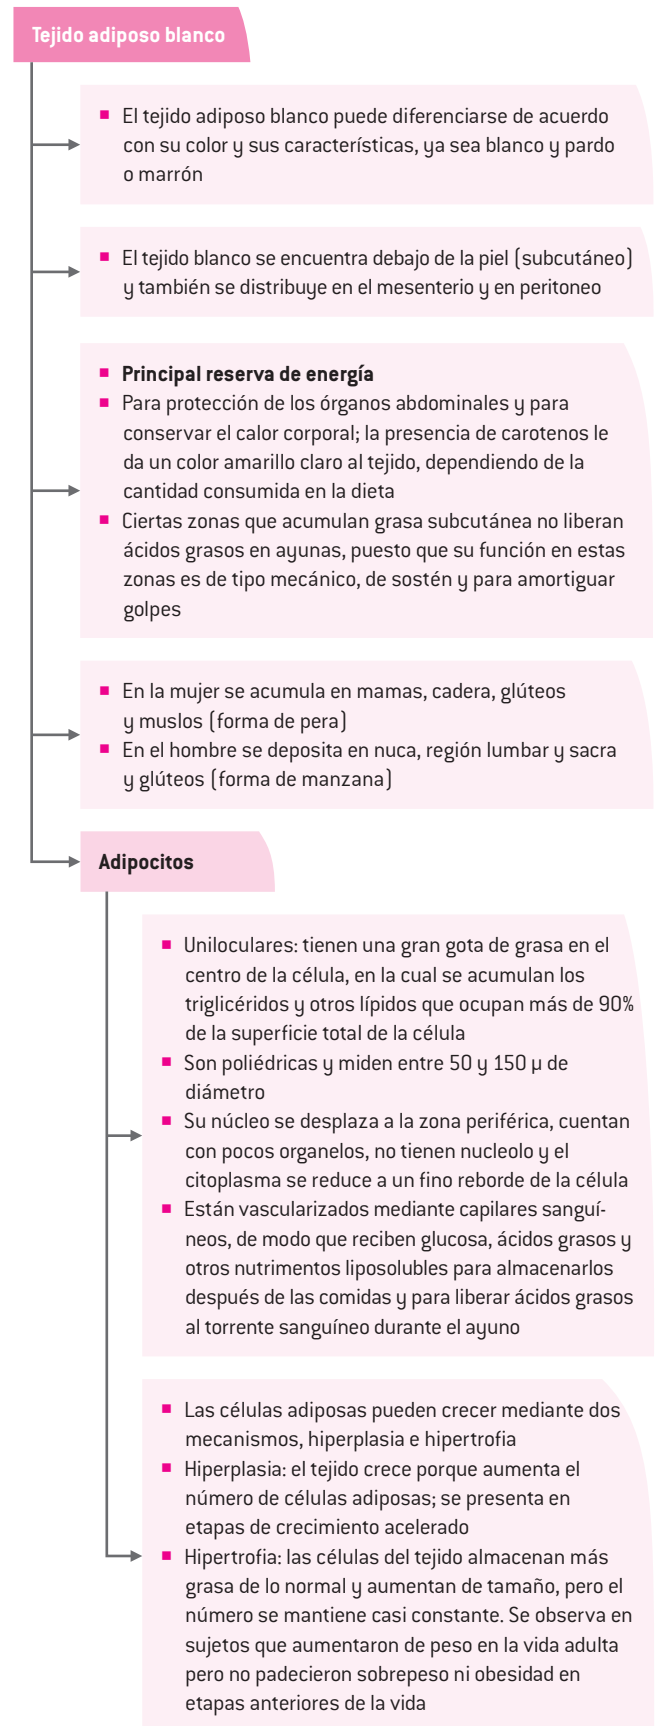 Tejido adiposo blanco
▪ El tejido adiposo blanco puede diferenciarse de acuerdo
con su color y sus características, ya sea blanco y pardo
o marrón
▪ El tejido blanco se encuentra debajo de la piel (subcutáneo)
y también se distribuye en el mesenterio y en peritoneo
▪ Principal reserva de energía
▪ Para protección de los órganos abdominales y para
conservar el calor corporal; la presencia de carotenos le
da un color amarillo claro al tejido, dependiendo de la
cantidad consumida en la dieta
▪ Ciertas zonas que acumulan grasa subcutánea no liberan
ácidos grasos en ayunas, puesto que su función en estas
zonas es de tipo mecánico, de sostén y para amortiguar
golpes
▪ En la mujer se acumula en mamas, cadera, glúteos
y muslos (forma de pera)
▪ En el hombre se deposita en nuca, región lumbar y sacra
y glúteos (forma de manzana)
Adipocitos
▪ Uniloculares: tienen una gran gota de grasa en el
centro de la célula, en la cual se acumulan los
triglicéridos y otros lípidos que ocupan más de 90%
de la superficie total de la célula
▪ Son poliédricas y miden entre 50 y 150 µ de
diámetro
▪ Su núcleo se desplaza a la zona periférica, cuentan
con pocos organelos, no tienen nucleolo y el
citoplasma se reduce a un fino reborde de la célula
▪ Están vascularizados mediante capilares sanguí-
neos, de modo que reciben glucosa, ácidos grasos y
otros nutrimentos liposolubles para almacenarlos
después de las comidas y para liberar ácidos grasos
al torrente sanguíneo durante el ayuno
▪ Las células adiposas pueden crecer mediante dos
mecanismos, hiperplasia e hipertrofia
▪ Hiperplasia: el tejido crece porque aumenta el
número de células adiposas; se presenta en
etapas de crecimiento acelerado
▪ Hipertrofia: las células del tejido almacenan más
grasa de lo normal y aumentan de tamaño, pero el
número se mantiene casi constante. Se observa en
sujetos que aumentaron de peso en la vida adulta
pero no padecieron sobrepeso ni obesidad en
etapas anteriores de la vida